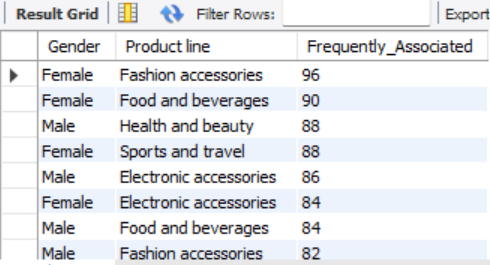 Result Grid Filter Rows: Export
Gender Product line Frequently_Associated
Female Fashion accessories 96
Female Food and beverages 90
Male Health and beauty 88
Female Sports and travel 88
Male Electronic accessories 86
Female Electronic accessories 84
Male Food and beverages 84
Male Fashion accessories 82